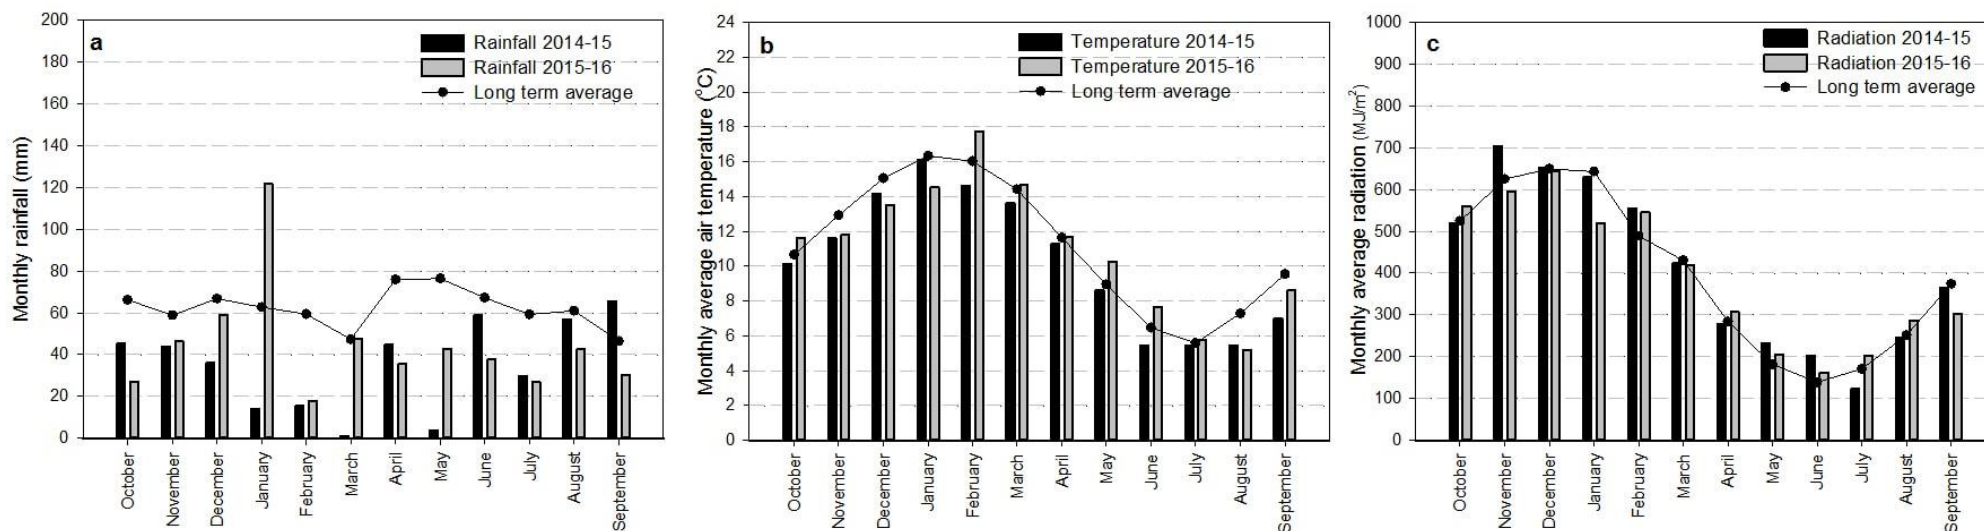 a
Rainfall 2014-15
Rainfall 2015-16
Long term average
Monthly rainfall (mm)
200
180
160
140
120
100
80
60
40
20
0
October
November
December
January
February
March
April
May
June
July
August
September
b
Temperature 2014-15
Temperature 2015-16
Long term average
Monthly average air temperature (°C)
24
22
20
18
16
14
12
10
8
6
4
2
0
October
November
December
January
February
March
April
May
June
July
August
September
c
Radiation 2014-15
Radiation 2015-16
Long term average
Monthly average radiation (MJ/m²)
1000
900
800
700
600
500
400
300
200
100
0
October
November
December
January
February
March
April
May
June
July
August
September